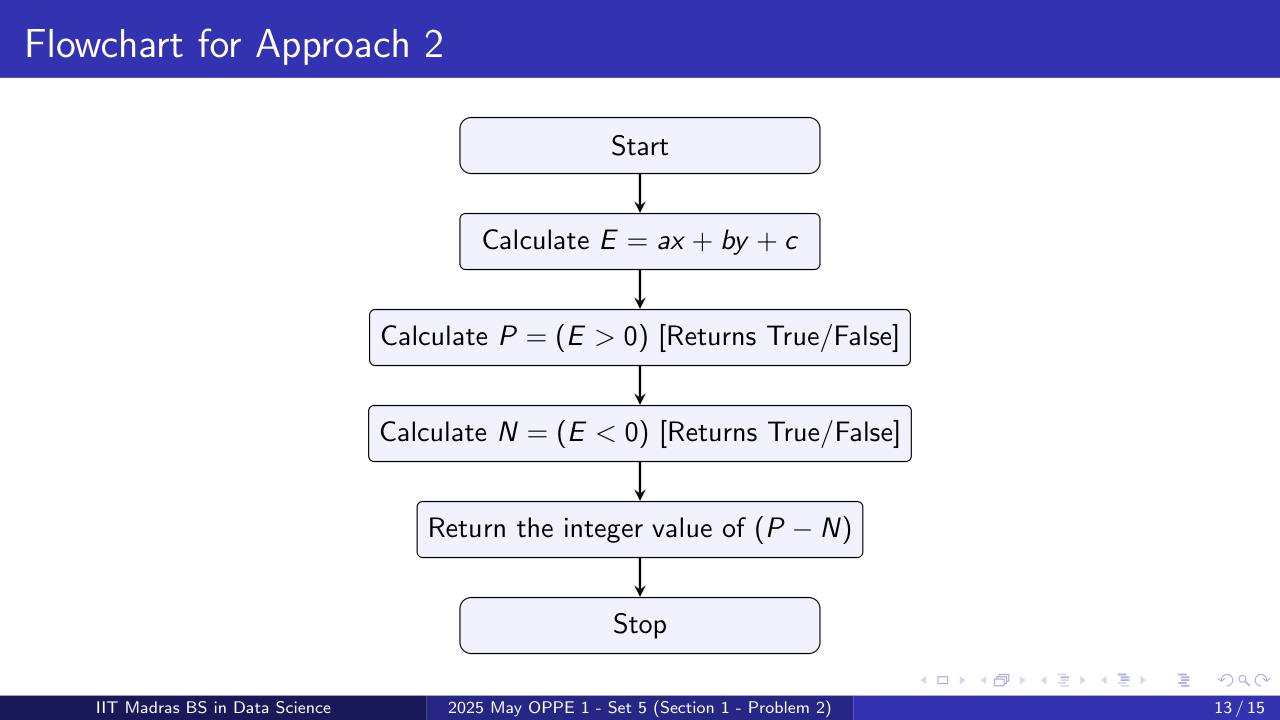 Flowchart for Approach 2
Start
Calculate E = ax + by + c
Calculate P = (E > 0) [Returns True/False]
Calculate N = (E < 0) [Returns True/False]
Return the integer value of (P − N)
Stop
IIT Madras BS in Data Science
2025 May OPPE 1 - Set 5 (Section 1 - Problem 2)
13 / 15